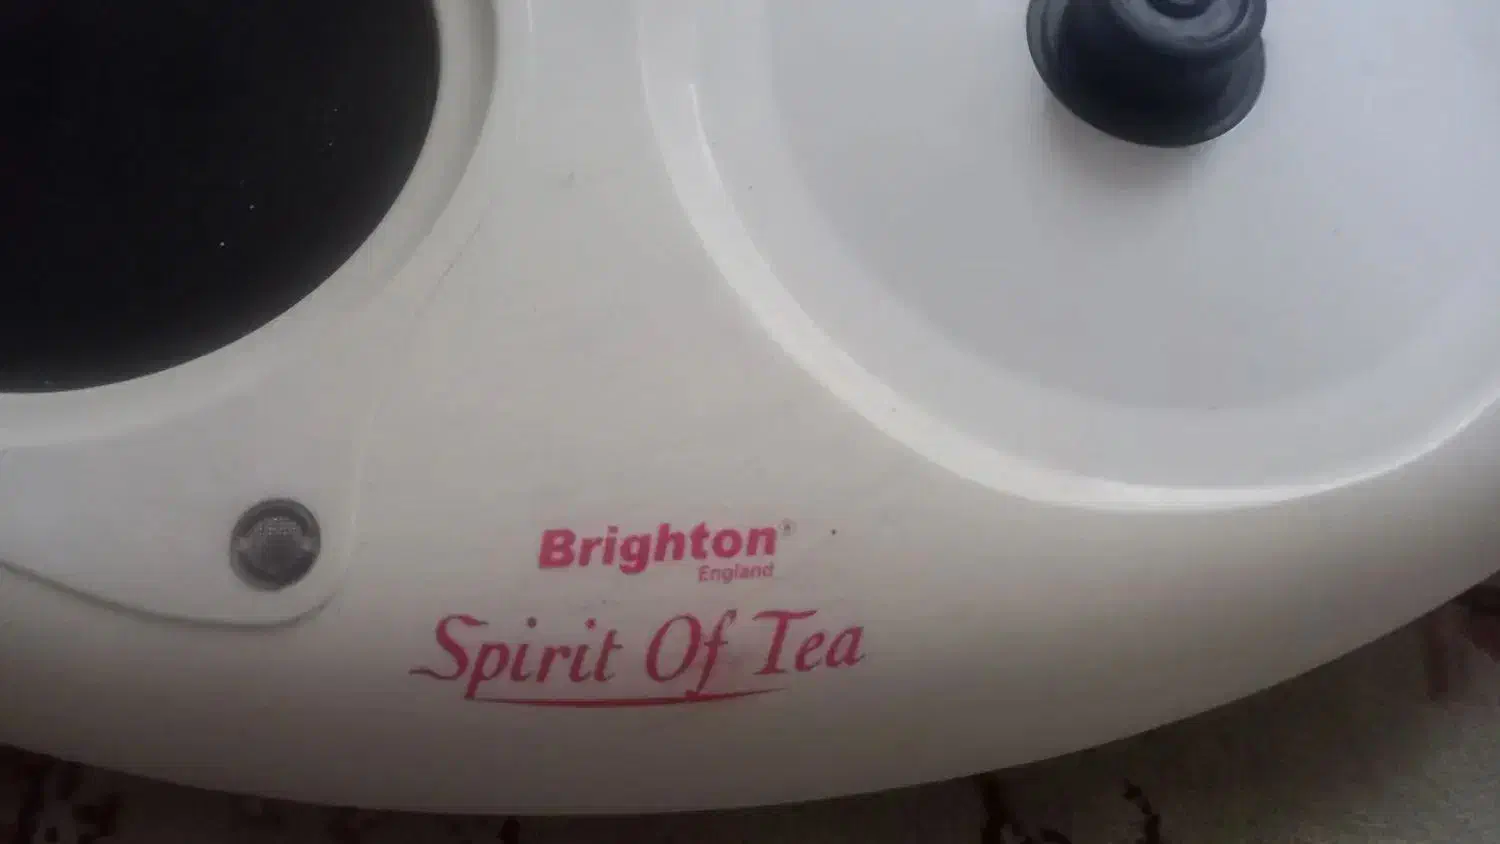 Brighton®
England
Spirit Of Tea